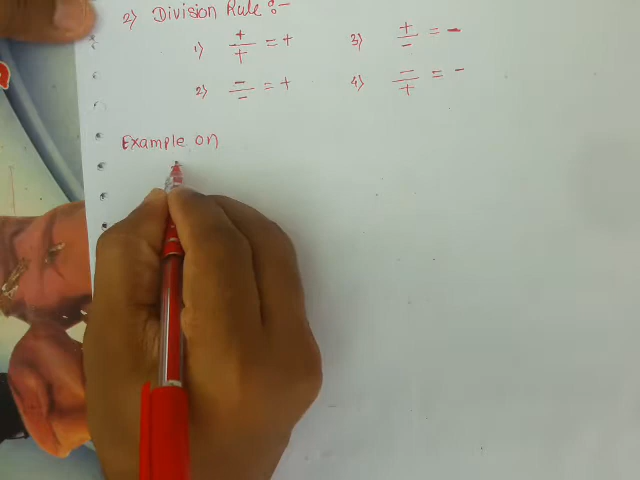 2) Division Rule :-
1) +/+ = + 3) +/- = -
2) -/- = + 4) -/+ = -
Example on